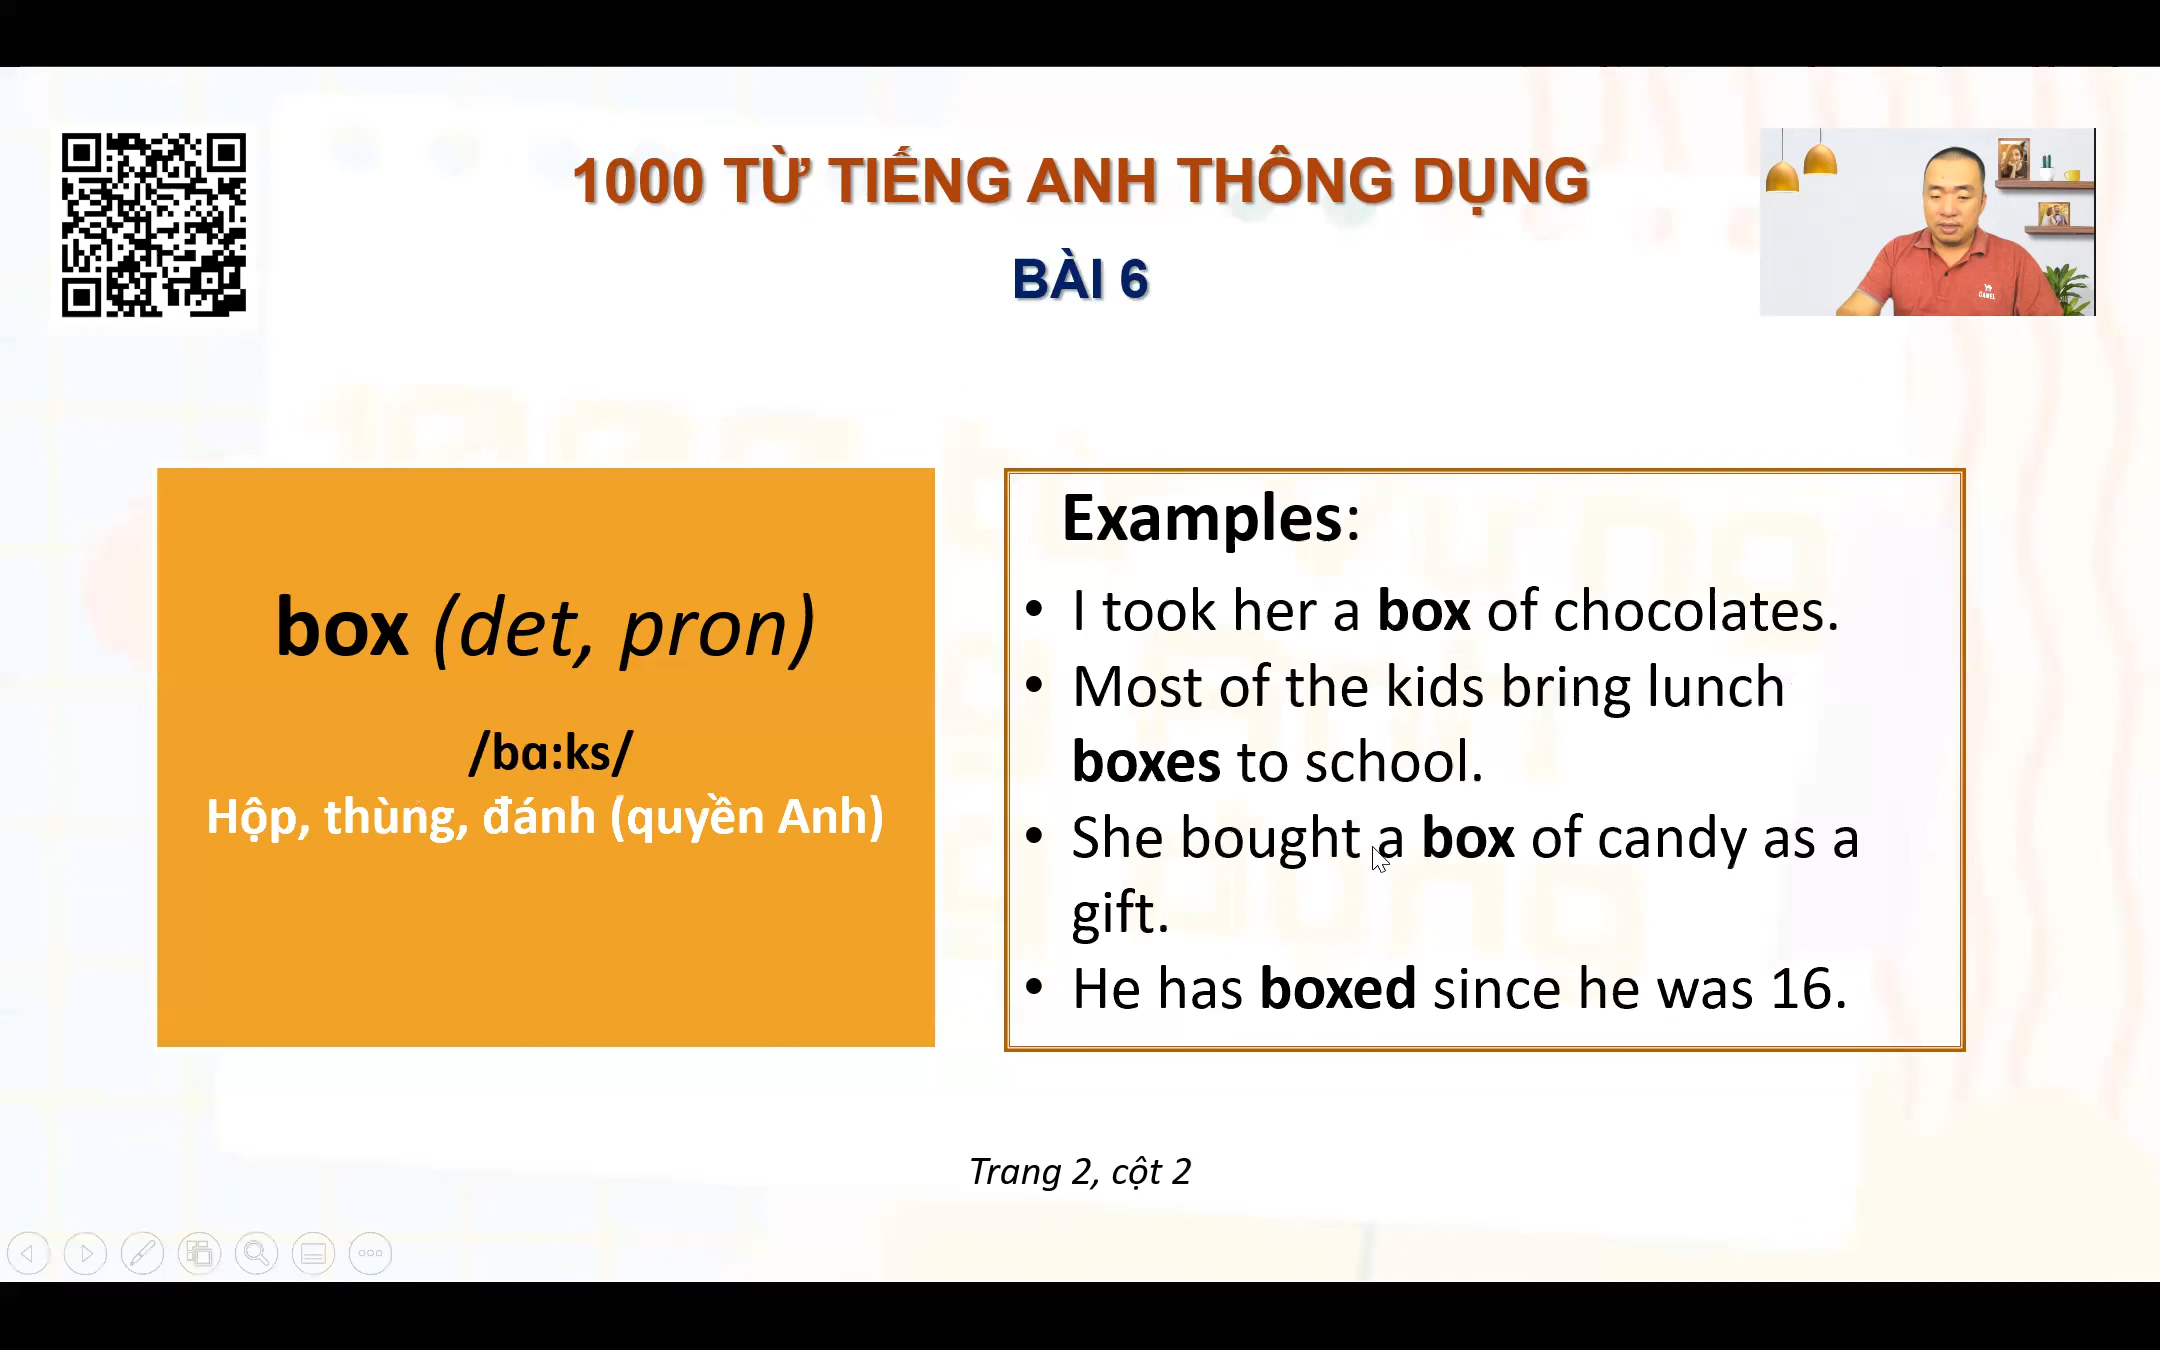 1000 TỪ TIẾNG ANH THÔNG DỤNG
BÀI 6
CAMEL
box (det, pron)
/bɑ:ks/
Hộp, thùng, đánh (quyền Anh)
Examples:
• I took her a box of chocolates.
• Most of the kids bring lunch
boxes to school.
• She bought a box of candy as a
gift.
• He has boxed since he was 16.
Trang 2, cột 2